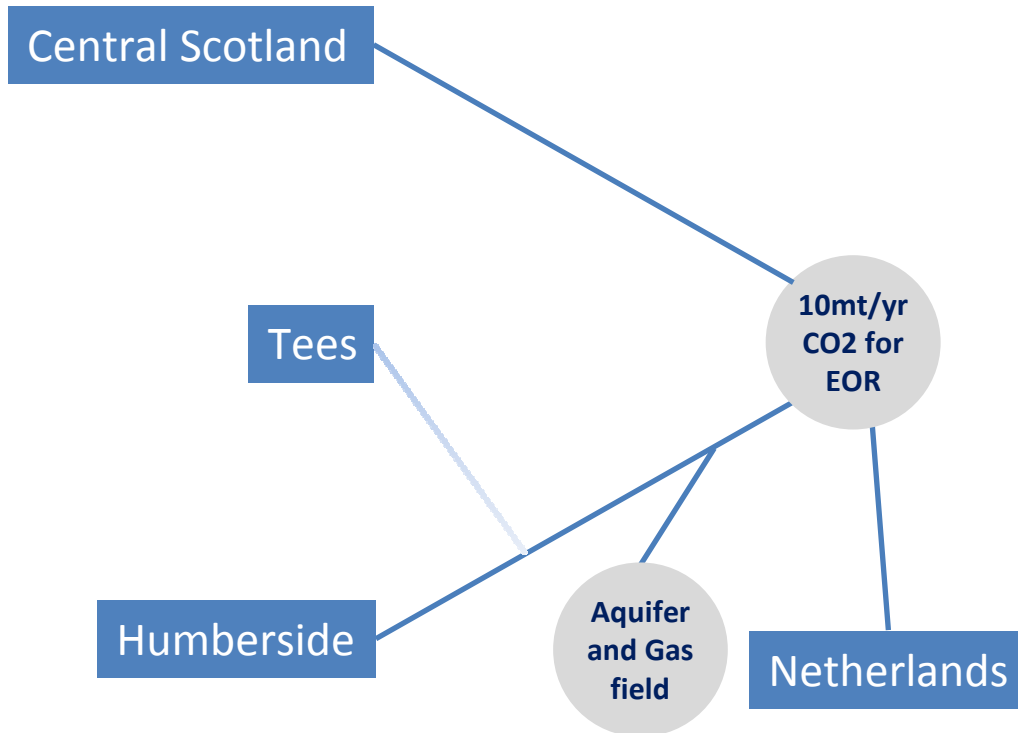 Central Scotland
10mt/yr
CO2 for
EOR
Tees
Humberside
Aquifer
and Gas
field
Netherlands